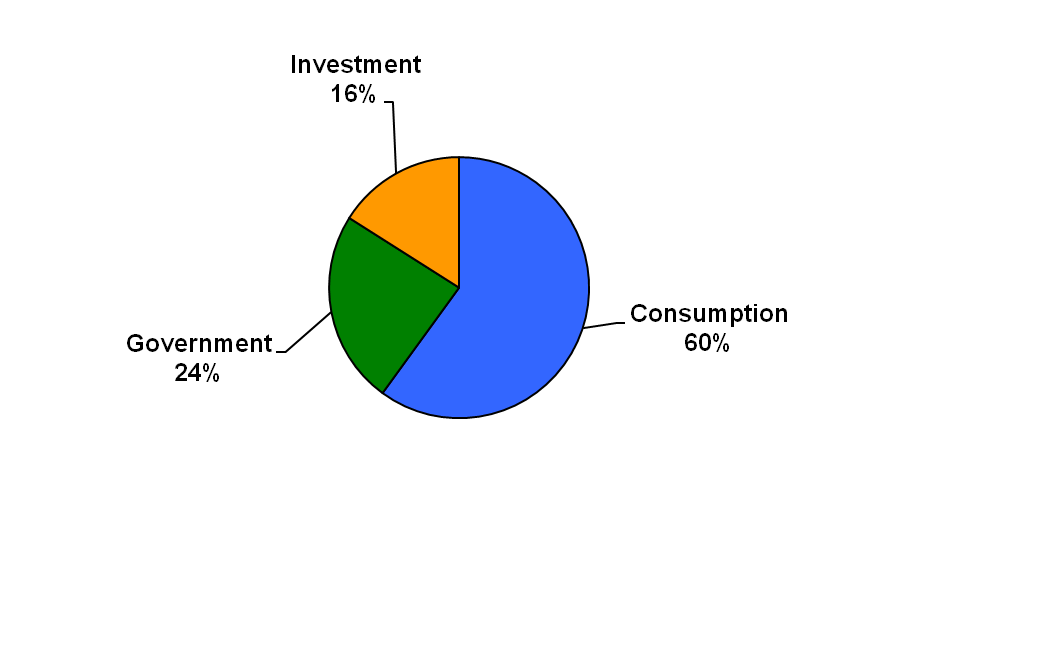 Investment
16%
Consumption
60%
Government
24%